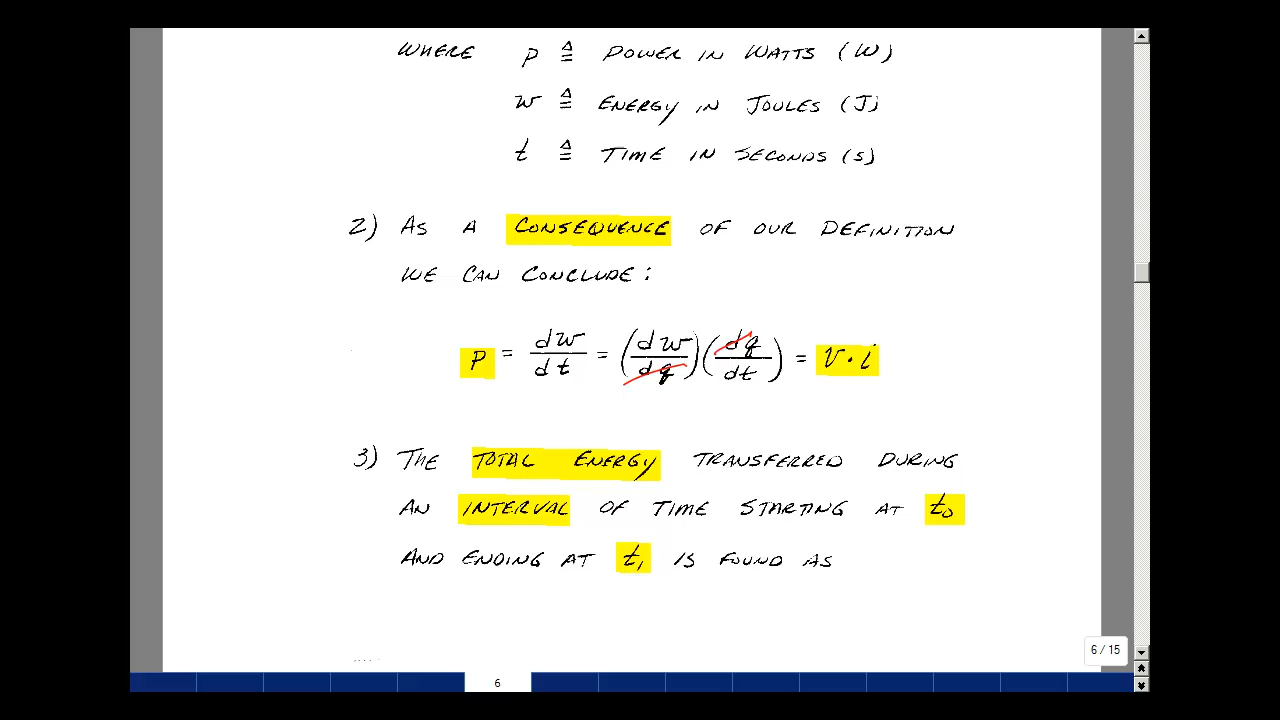 WHERE p ≜ POWER IN WATTS (W)
w ≜ ENERGY IN JOULES (J)
t ≜ TIME IN SECONDS (s)
2) AS A CONSEQUENCE OF OUR DEFINITION
WE CAN CONCLUDE:
P = dw/dt = (dw/dq)(dq/dt) = v·i
3) THE TOTAL ENERGY TRANSFERRED DURING
AN INTERVAL OF TIME STARTING AT t₀
AND ENDING AT t₁ IS FOUND AS
6 / 15
6